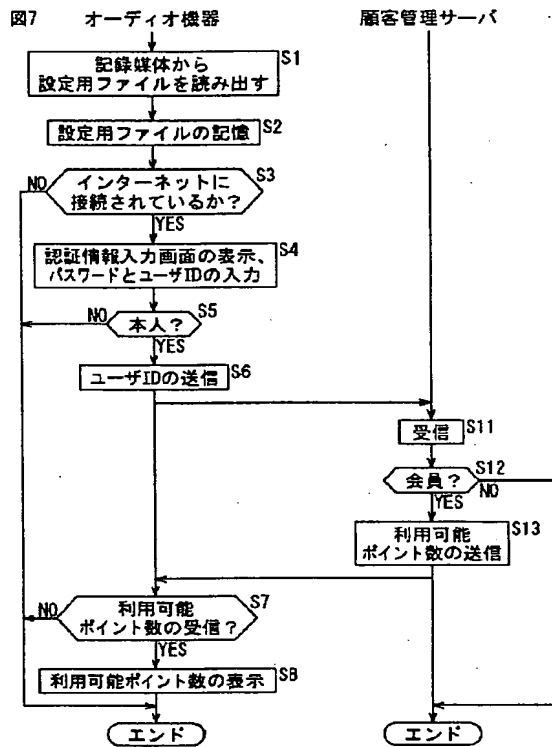 図7 オーディオ機器 顧客管理サーバ
記録媒体から S1
設定用ファイルを読み出す
設定用ファイルの記憶 S2
インターネットに S3
接続されているか？
NO
YES
認証情報入力画面の表示、 S4
パスワードとユーザIDの入力
本人？ S5
NO
YES
ユーザIDの送信 S6
受信 S11
会員？ S12
NO
YES
利用可能 S13
ポイント数の送信
利用可能 S7
ポイント数の受信？
NO
YES
利用可能ポイント数の表示 S8
エンド エンド